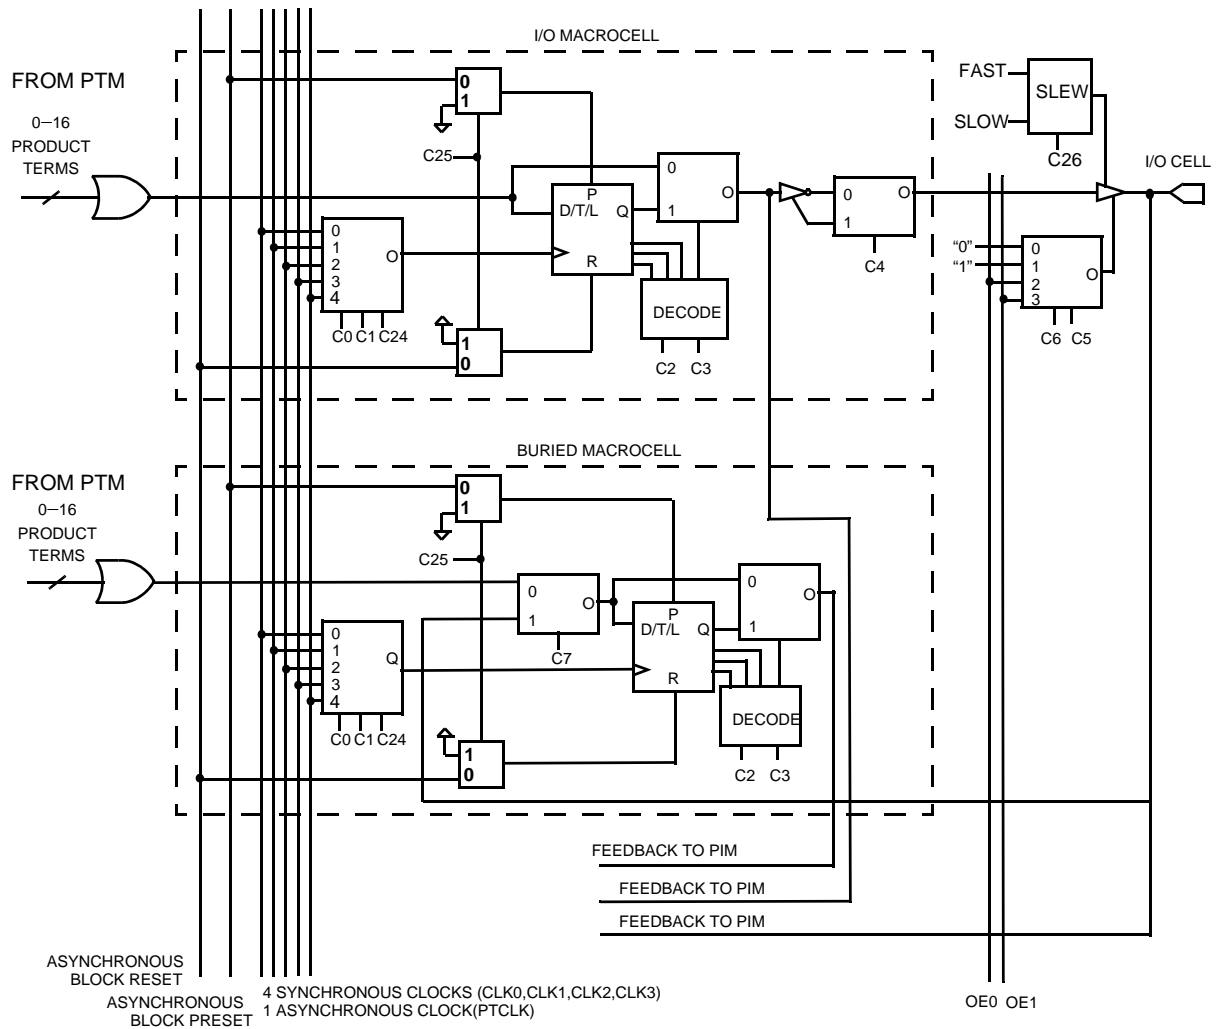 I/O MACROCELL
FROM PTM
0−16
PRODUCT
TERMS
0
1
C25
FAST
SLOW
SLEW
C26
I/O CELL
0
1
O
P
D/T/L
Q
R
0
1
2
3
4
O
C0 C1 C24
DECODE
C2 C3
1
0
0
1
O
C4
“0”
“1”
0
1
2
3
O
C6 C5
BURIED MACROCELL
FROM PTM
0−16
PRODUCT
TERMS
0
1
C25
0
1
O
C7
P
D/T/L
Q
R
0
1
O
0
1
2
3
4
Q
C0 C1 C24
DECODE
C2 C3
1
0
FEEDBACK TO PIM
FEEDBACK TO PIM
FEEDBACK TO PIM
ASYNCHRONOUS
BLOCK RESET
ASYNCHRONOUS
BLOCK PRESET
4 SYNCHRONOUS CLOCKS (CLK0,CLK1,CLK2,CLK3)
1 ASYNCHRONOUS CLOCK(PTCLK)
OE0 OE1